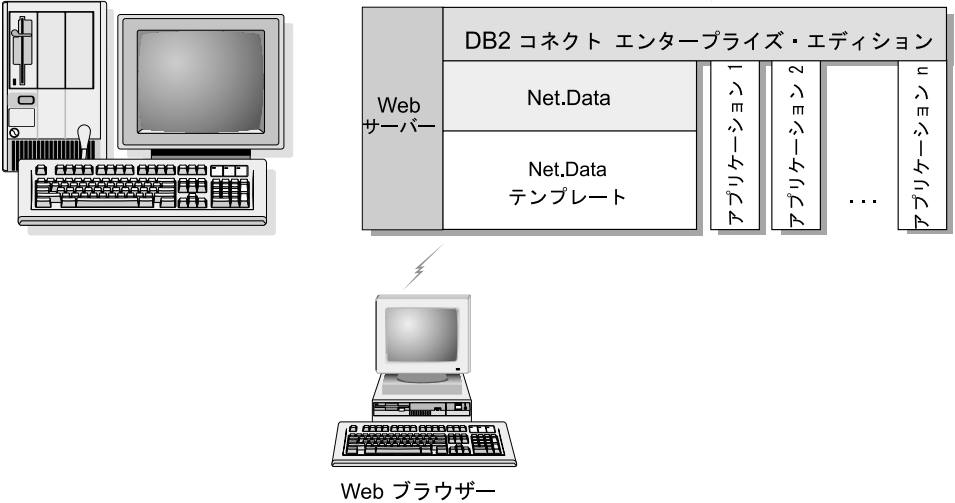 DB2 コネクト エンタープライズ・エディション
Web
サーバー
Net.Data
Net.Data
テンプレート
アプリケーション 1
アプリケーション 2
...
アプリケーション n
Web ブラウザー